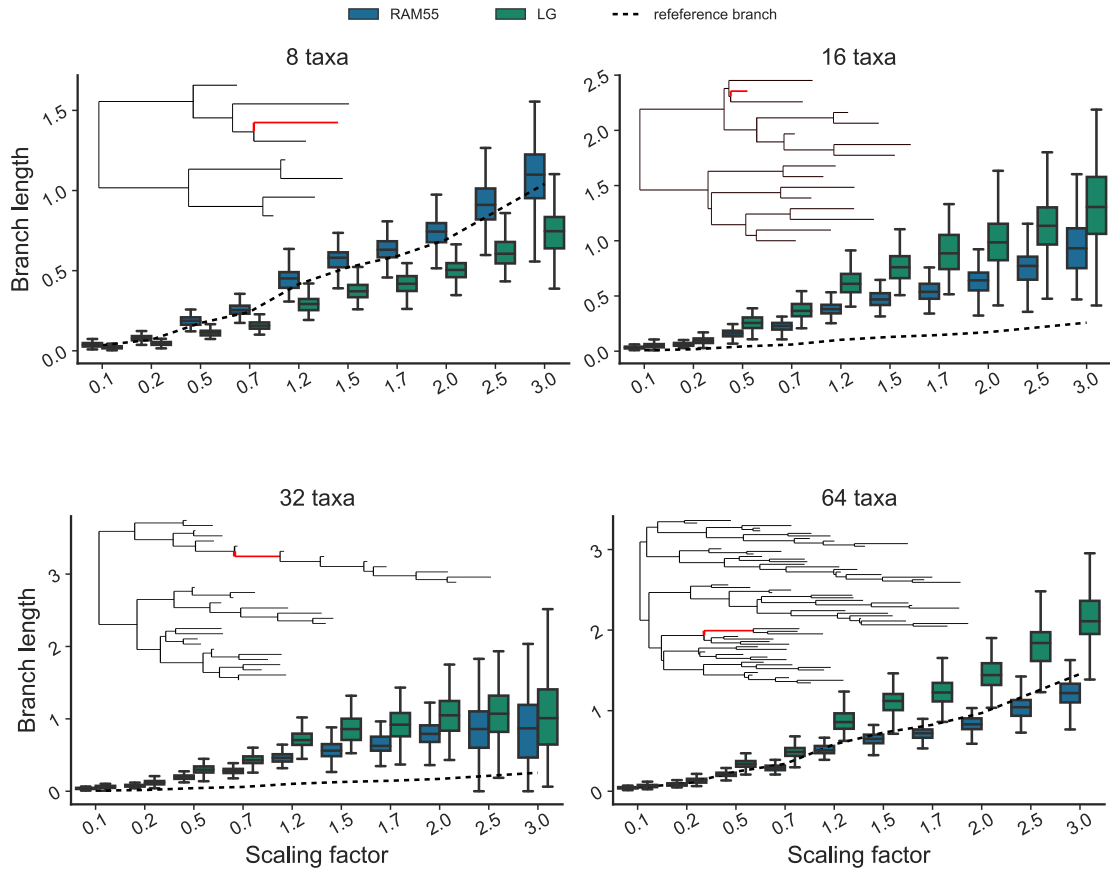 RAM55 LG refeference branch
8 taxa
16 taxa
Branch length
0.0 0.5 1.0 1.5
0.1 0.2 0.5 0.7 1.2 1.5 1.7 2.0 2.5 3.0
0.0 0.5 1.0 1.5 2.0 2.5
0.1 0.2 0.5 0.7 1.2 1.5 1.7 2.0 2.5 3.0
32 taxa
64 taxa
Branch length
0 1 2 3
0.1 0.2 0.5 0.7 1.2 1.5 1.7 2.0 2.5 3.0
Scaling factor
0 1 2 3
0.1 0.2 0.5 0.7 1.2 1.5 1.7 2.0 2.5 3.0
Scaling factor